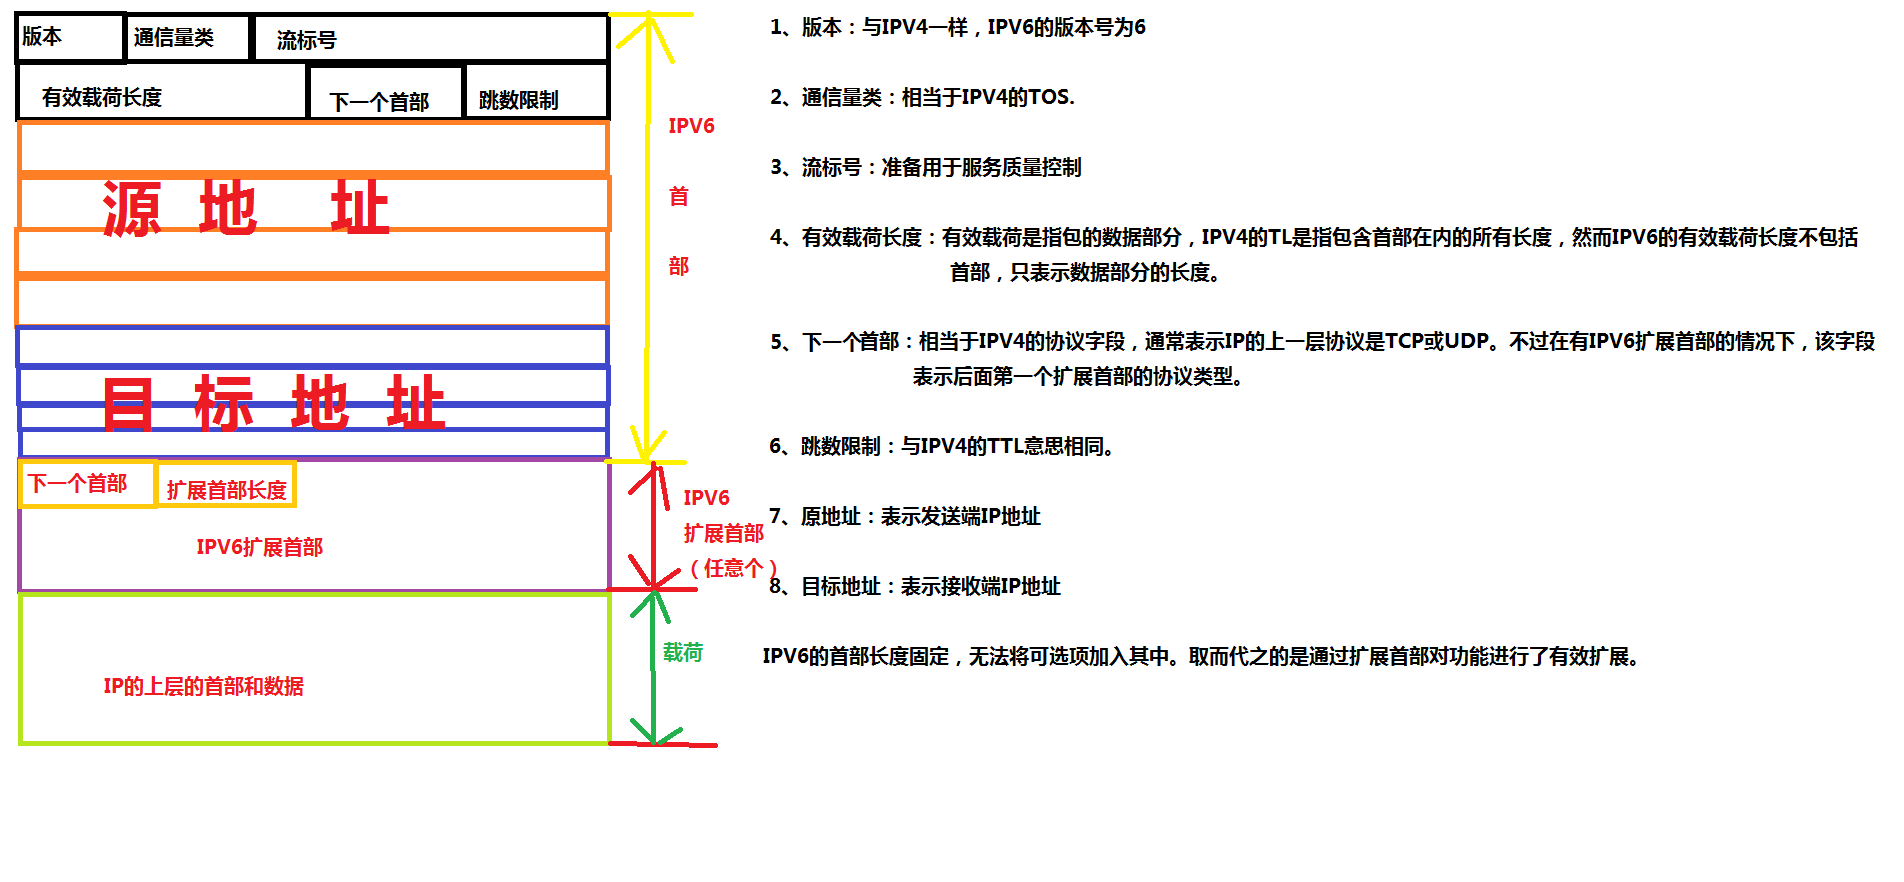 版本
通信量类
流标号
有效载荷长度
下一个首部
跳数限制
源 地 址
目 标 地 址
下一个首部
扩展首部长度
IPV6扩展首部
IP的上层的首部和数据
IPV6
首
部
IPV6
扩展首部
（任意个）
载荷
1、版本：与IPV4一样，IPV6的版本号为6
2、通信量类：相当于IPV4的TOS.
3、流标号：准备用于服务质量控制
4、有效载荷长度：有效载荷是指包的数据部分，IPV4的TL是指包含首部在内的所有长度，然而IPV6的有效载荷长度不包括
首部，只表示数据部分的长度。
5、下一个首部：相当于IPV4的协议字段，通常表示IP的上一层协议是TCP或UDP。不过在有IPV6扩展首部的情况下，该字段
表示后面第一个扩展首部的协议类型。
6、跳数限制：与IPV4的TTL意思相同。
7、原地址：表示发送端IP地址
8、目标地址：表示接收端IP地址
IPV6的首部长度固定，无法将可选项加入其中。取而代之的是通过扩展首部对功能进行了有效扩展。